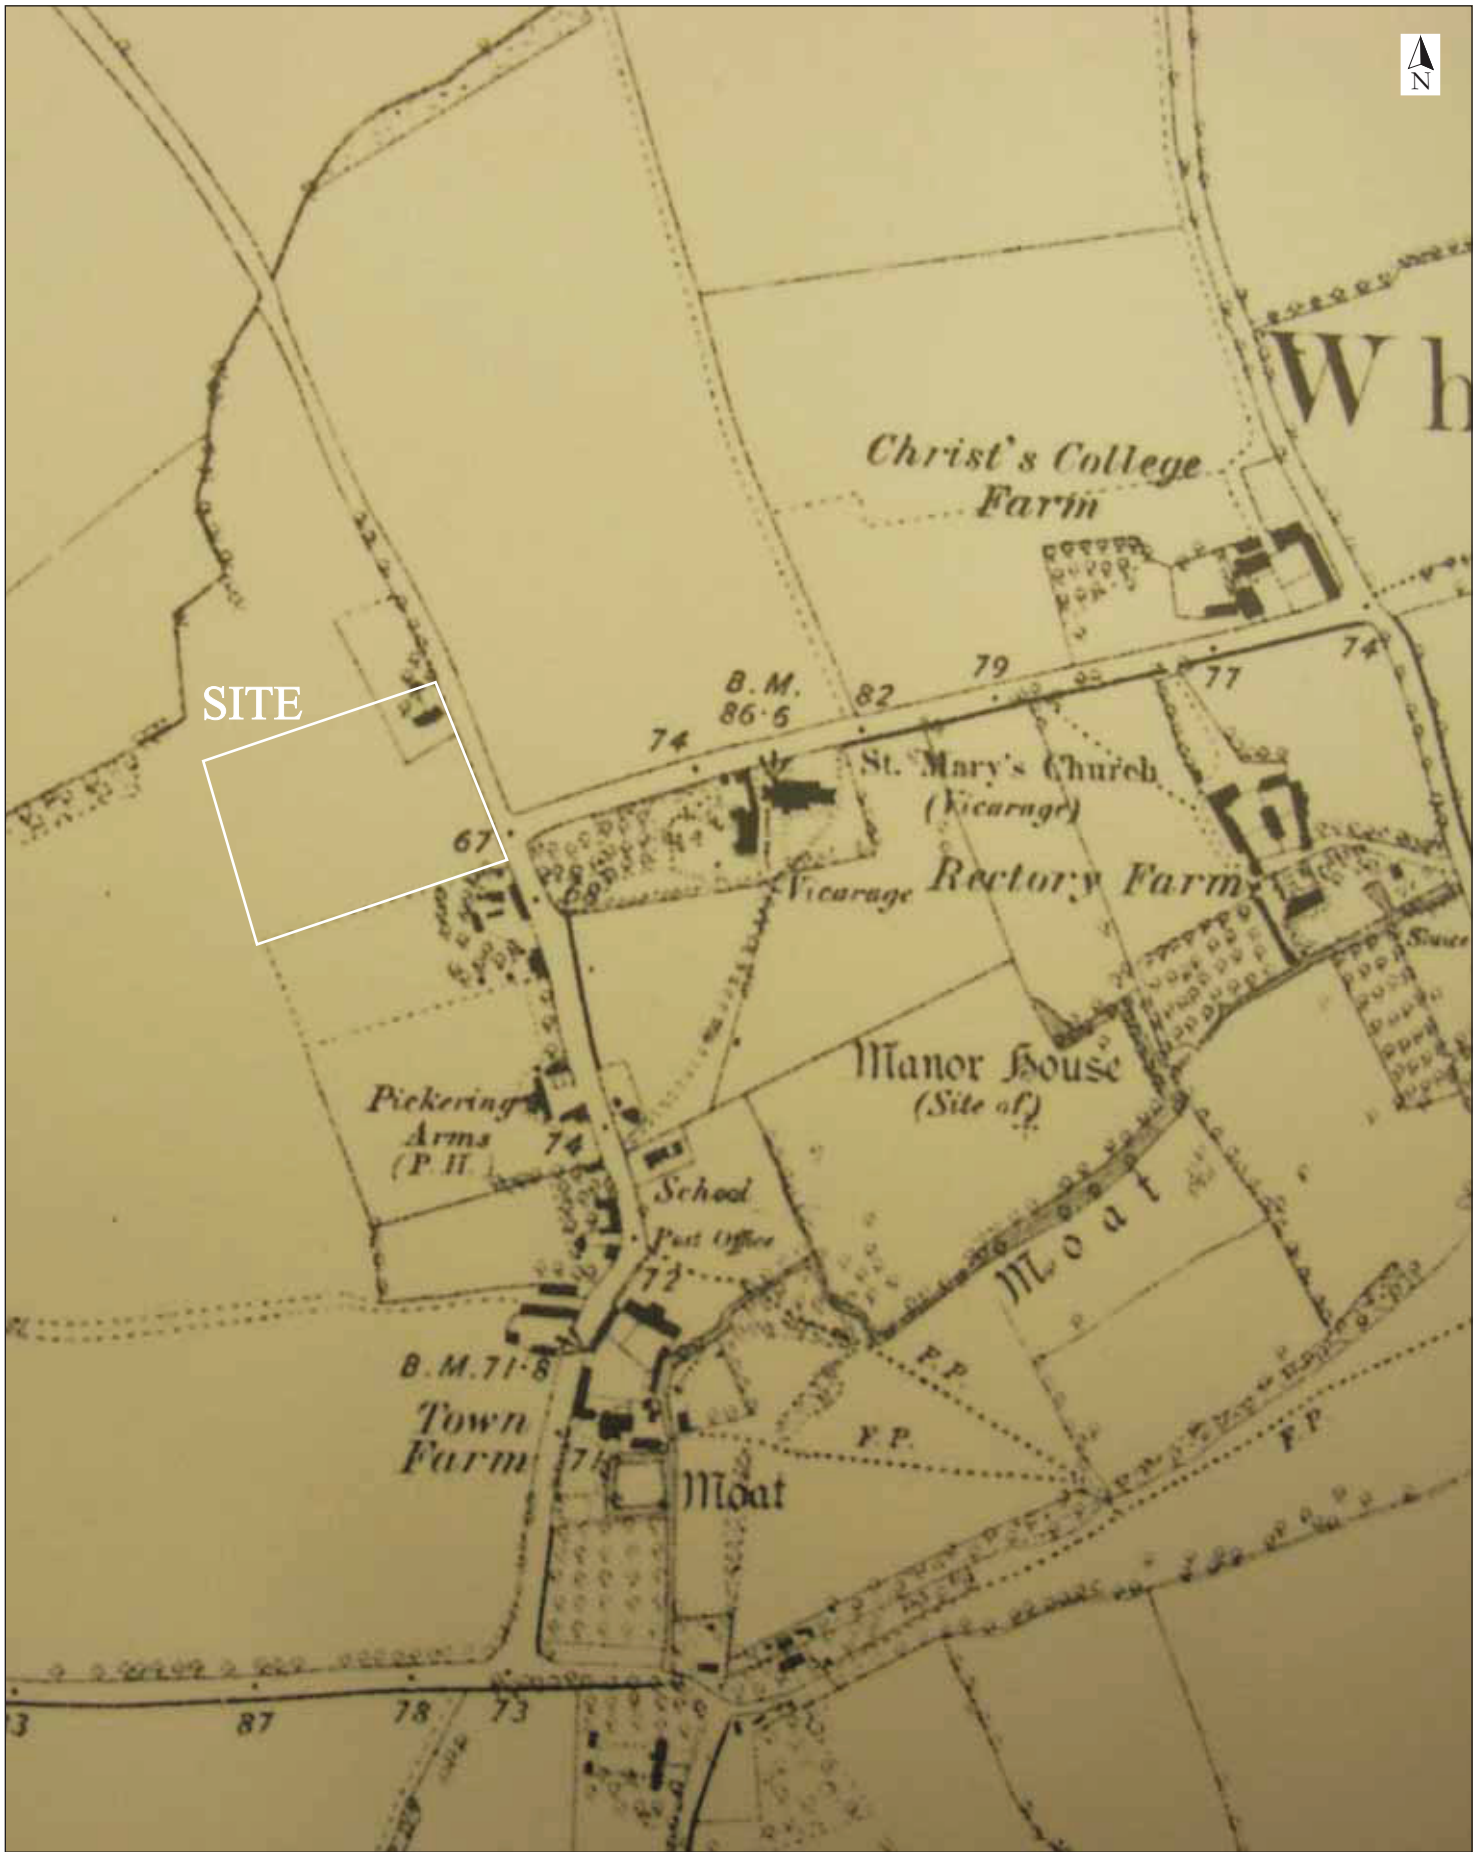 N
W h
Christ's College
Farm
SITE
B.M.
86·6
82
79
77
74
74
67
St. Mary's Church
(Vicarage)
Vicarage
Rectory Farm
Manor House
(Site of)
Pickering
Arms
(P.H.)
74
School
Post Office
72
Moat
B.M.71·8
F.P.
Town
Farm
71
F.P.
F.P.
Moat
87
78
73